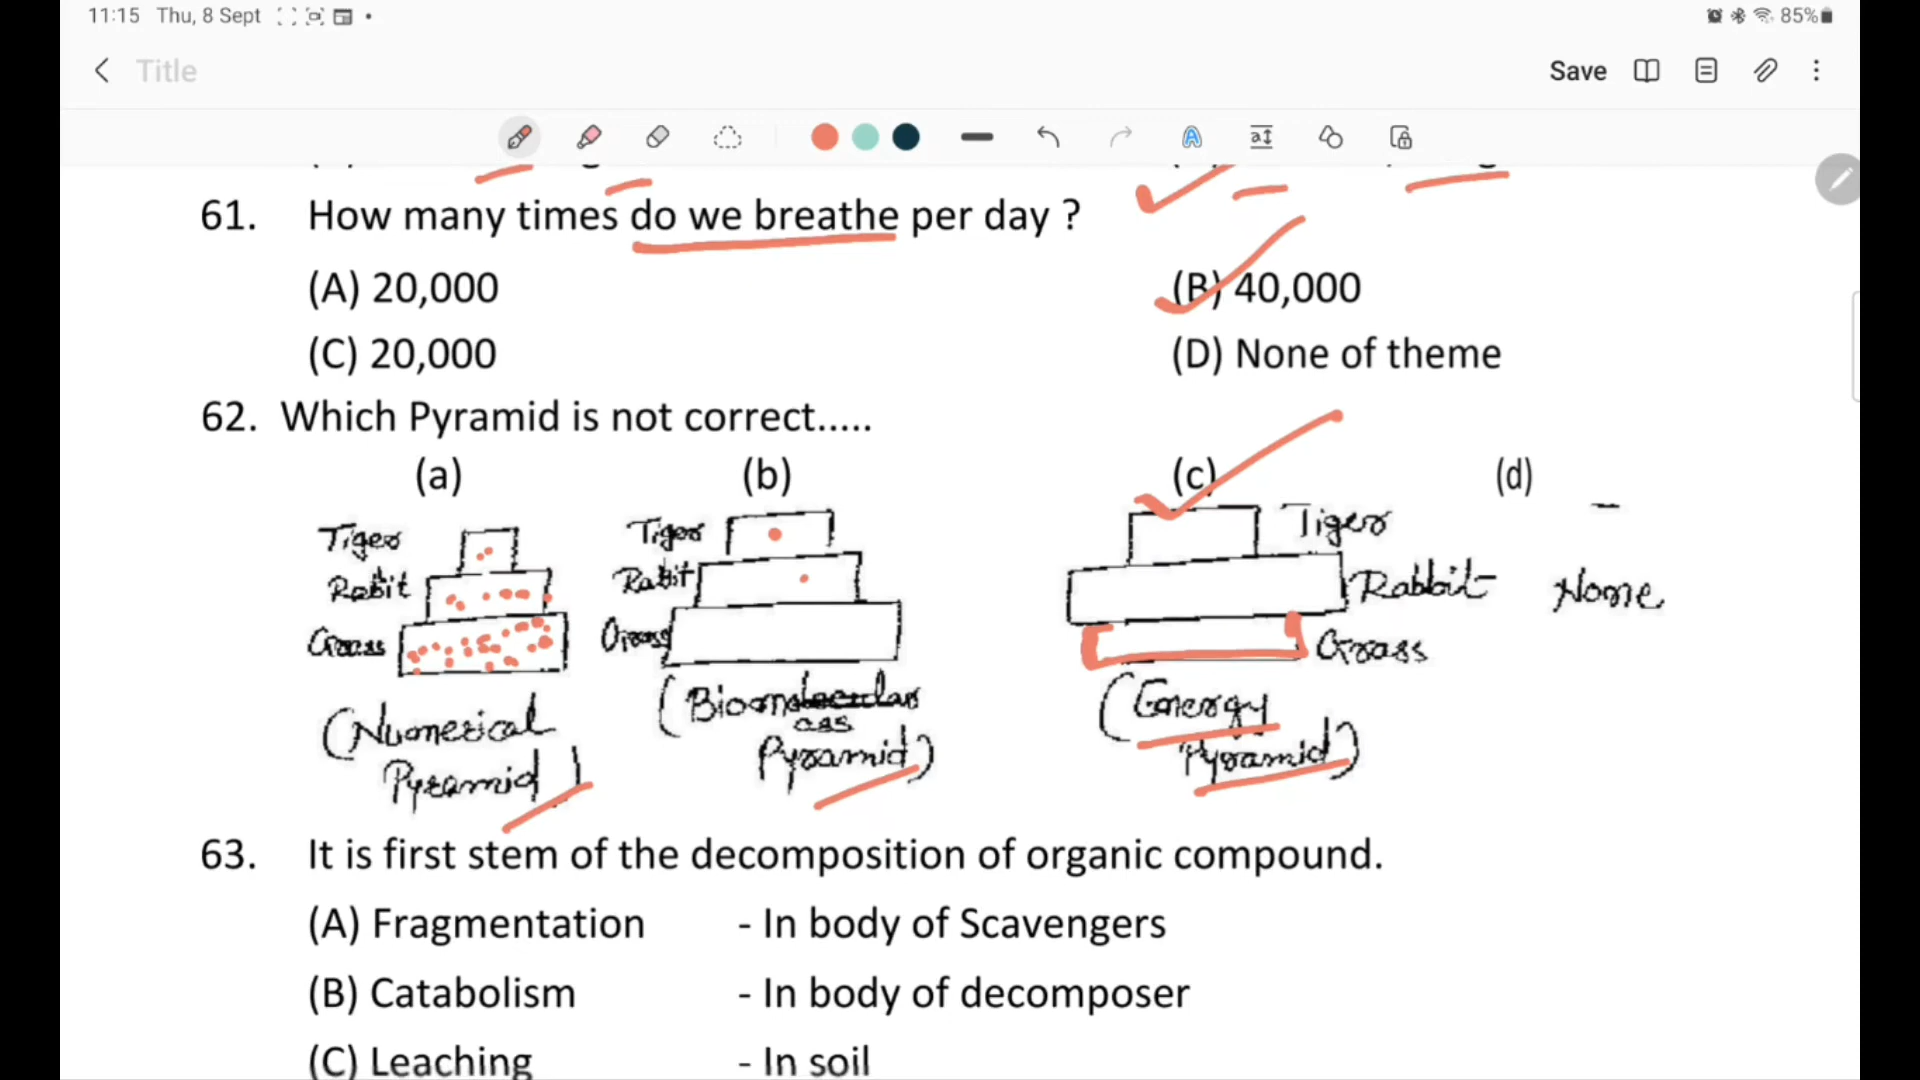 11:15 Thu, 8 Sept 85%
Title Save
61. How many times do we breathe per day ?
(A) 20,000 (B) 40,000
(C) 20,000 (D) None of theme
62. Which Pyramid is not correct.....
(a) (b) (c) (d)
Tiger Tiger Tiger
Rabit Rabit Rabbit None
Grass Grass Grass
(Numerical (Biomolecular (Energy
ass
Pyramid) Pyramid) Pyramid)
63. It is first stem of the decomposition of organic compound.
(A) Fragmentation - In body of Scavengers
(B) Catabolism - In body of decomposer
(C) Leaching - In soil